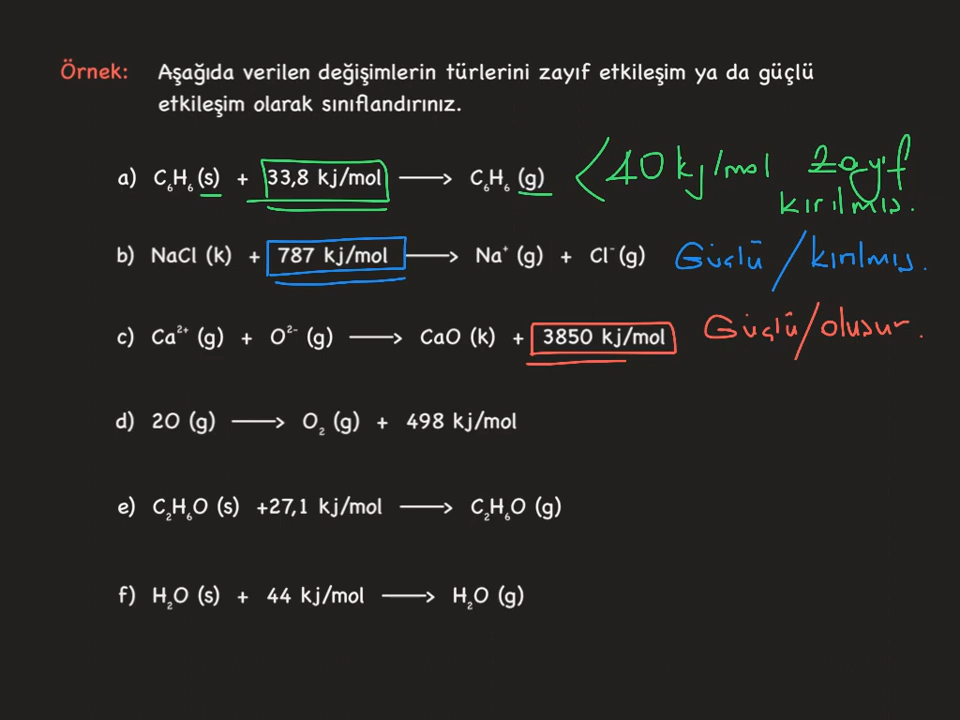 Örnek: Aşağıda verilen değişimlerin türlerini zayıf etkileşim ya da güçlü
etkileşim olarak sınıflandırınız.
a) C₆H₆ (s) + 33,8 kj/mol ⟶ C₆H₆ (g) < 40 kj/mol zayıf
kırılmış.
b) NaCl (k) + 787 kj/mol ⟶ Na⁺ (g) + Cl⁻ (g) Güçlü / kırılmış.
c) Ca²⁺ (g) + O²⁻ (g) ⟶ CaO (k) + 3850 kj/mol Güçlü / oluşur.
d) 2O (g) ⟶ O₂ (g) + 498 kj/mol
e) C₂H₆O (s) +27,1 kj/mol ⟶ C₂H₆O (g)
f) H₂O (s) + 44 kj/mol ⟶ H₂O (g)